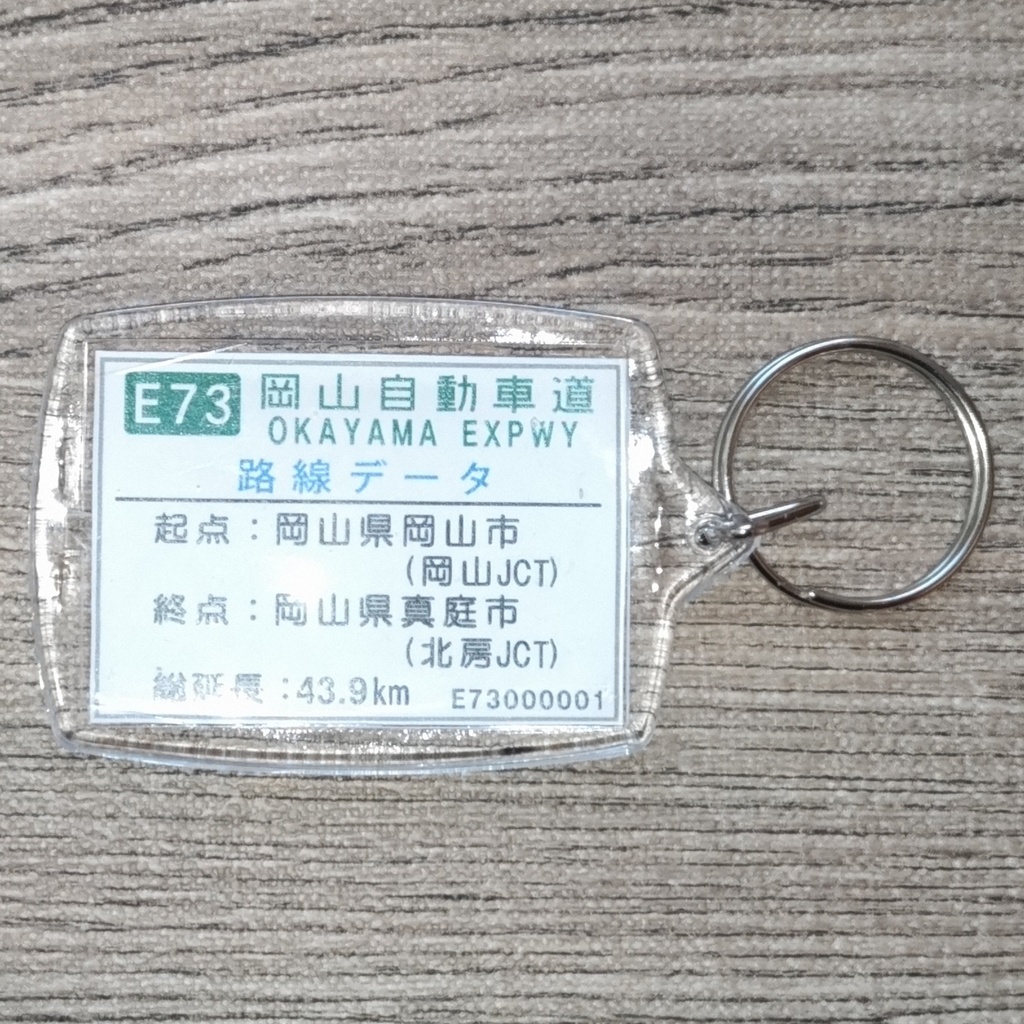 E73 岡山自動車道
OKAYAMA EXPWY
路線データ
起点：岡山県岡山市
(岡山JCT)
終点：岡山県真庭市
(北房JCT)
総延長：43.9km E73000001